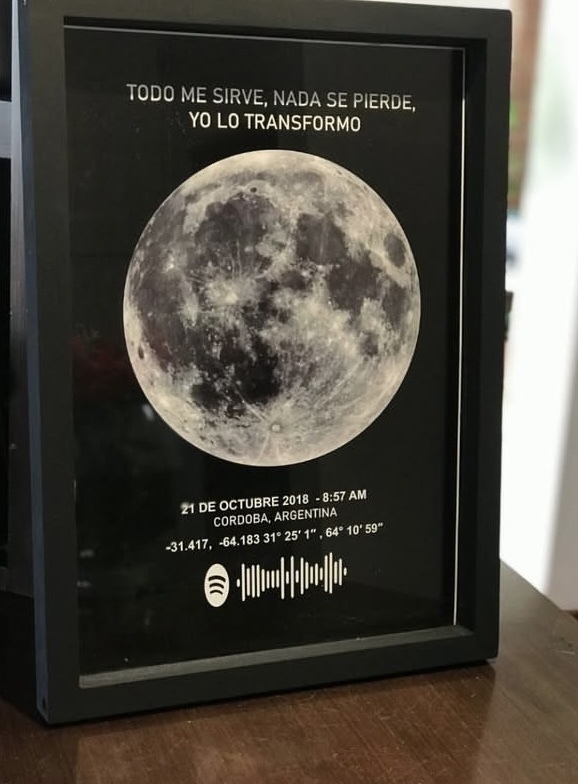 TODO ME SIRVE, NADA SE PIERDE,
YO LO TRANSFORMO
21 DE OCTUBRE 2018 - 8:57 AM
CORDOBA, ARGENTINA
-31.417, -64.183 31° 25' 1" , 64° 10' 59"